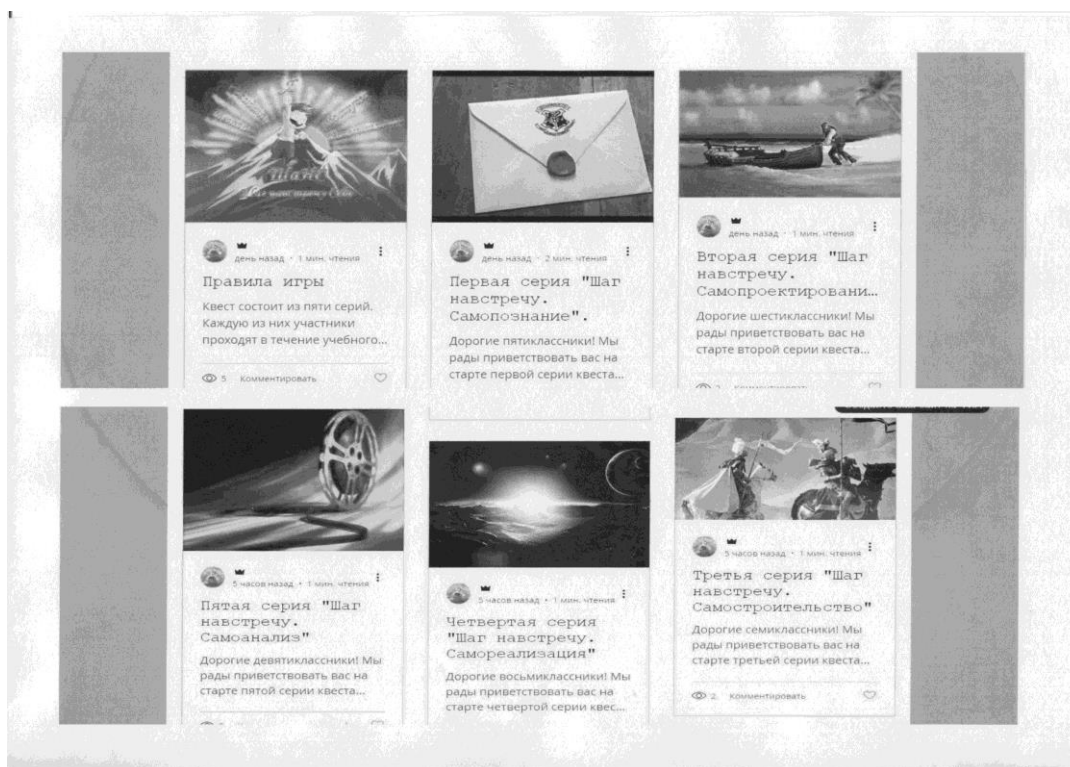 день назад · 1 мин. чтения
Правила игры
Квест состоит из пяти серий.
Каждую из них участники
проходят в течение учебного...
5 Комментировать
день назад · 2 мин. чтения
Первая серия "Шаг
навстречу.
Самопознание".
Дорогие пятиклассники! Мы
рады приветствовать вас на
старте первой серии квеста...
день назад · 1 мин. чтения
Вторая серия "Шаг
навстречу.
Самопроектировани...
Дорогие шестиклассники! Мы
рады приветствовать вас на
старте второй серии квеста...
Комментировать
5 часов назад · 1 мин. чтения
Пятая серия "Шаг
навстречу.
Самоанализ"
Дорогие девятиклассники! Мы
рады приветствовать вас на
старте пятой серии квеста...
5 часов назад · 1 мин. чтения
Четвертая серия
"Шаг навстречу.
Самореализация"
Дорогие восьмиклассники! Мы
рады приветствовать вас на
старте четвертой серии квес...
5 часов назад · 1 мин. чтения
Третья серия "Шаг
навстречу.
Самостроительство"
Дорогие семиклассники! Мы
рады приветствовать вас на
старте третьей серии квеста...
2 Комментировать